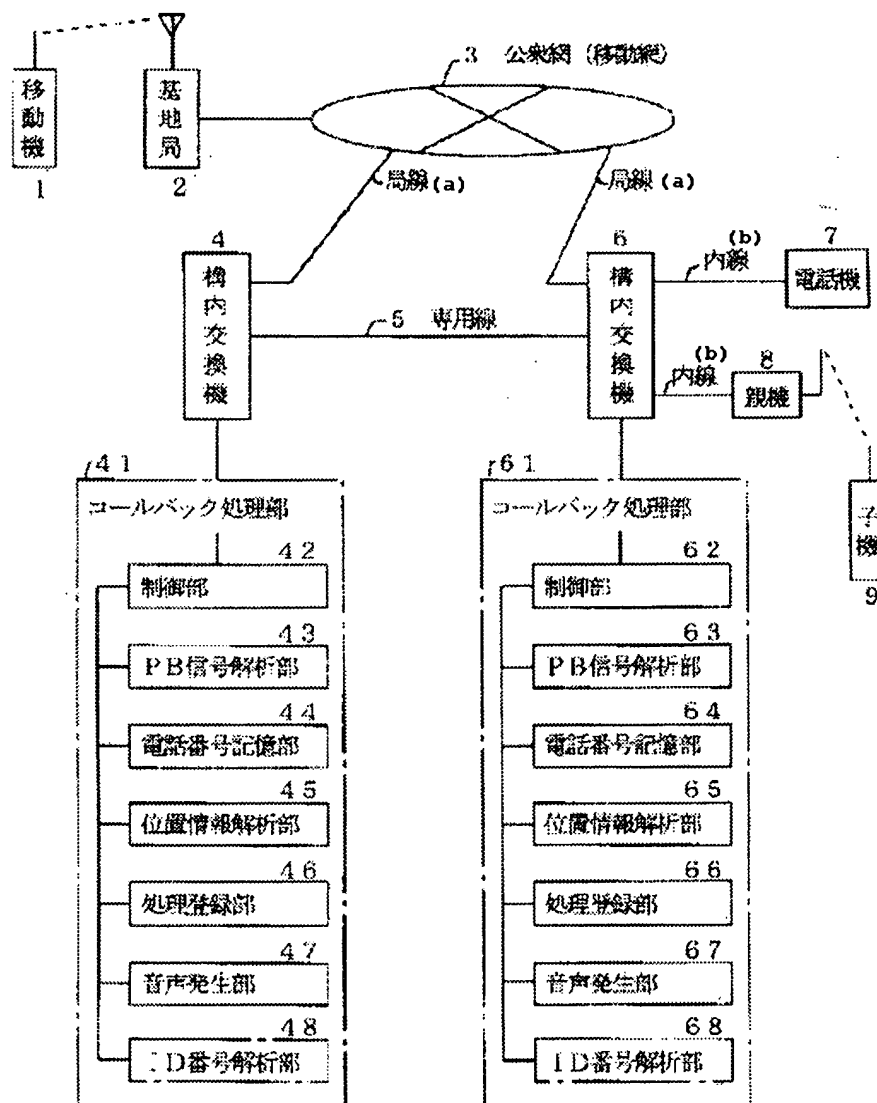 3 公衆網(移動網)
移動機
1
基地局
2
局線(a)
局線(a)
4
構内交換機
5 専用線
6
構内交換機
(b)
内線
7
電話機
(b)
内線
8
親機
子機
9
41
コールバック処理部
42
制御部
43
PB信号解析部
44
電話番号記憶部
45
位置情報解析部
46
処理登録部
47
音声発生部
48
ID番号解析部
61
コールバック処理部
62
制御部
63
PB信号解析部
64
電話番号記憶部
65
位置情報解析部
66
処理登録部
67
音声発生部
68
ID番号解析部